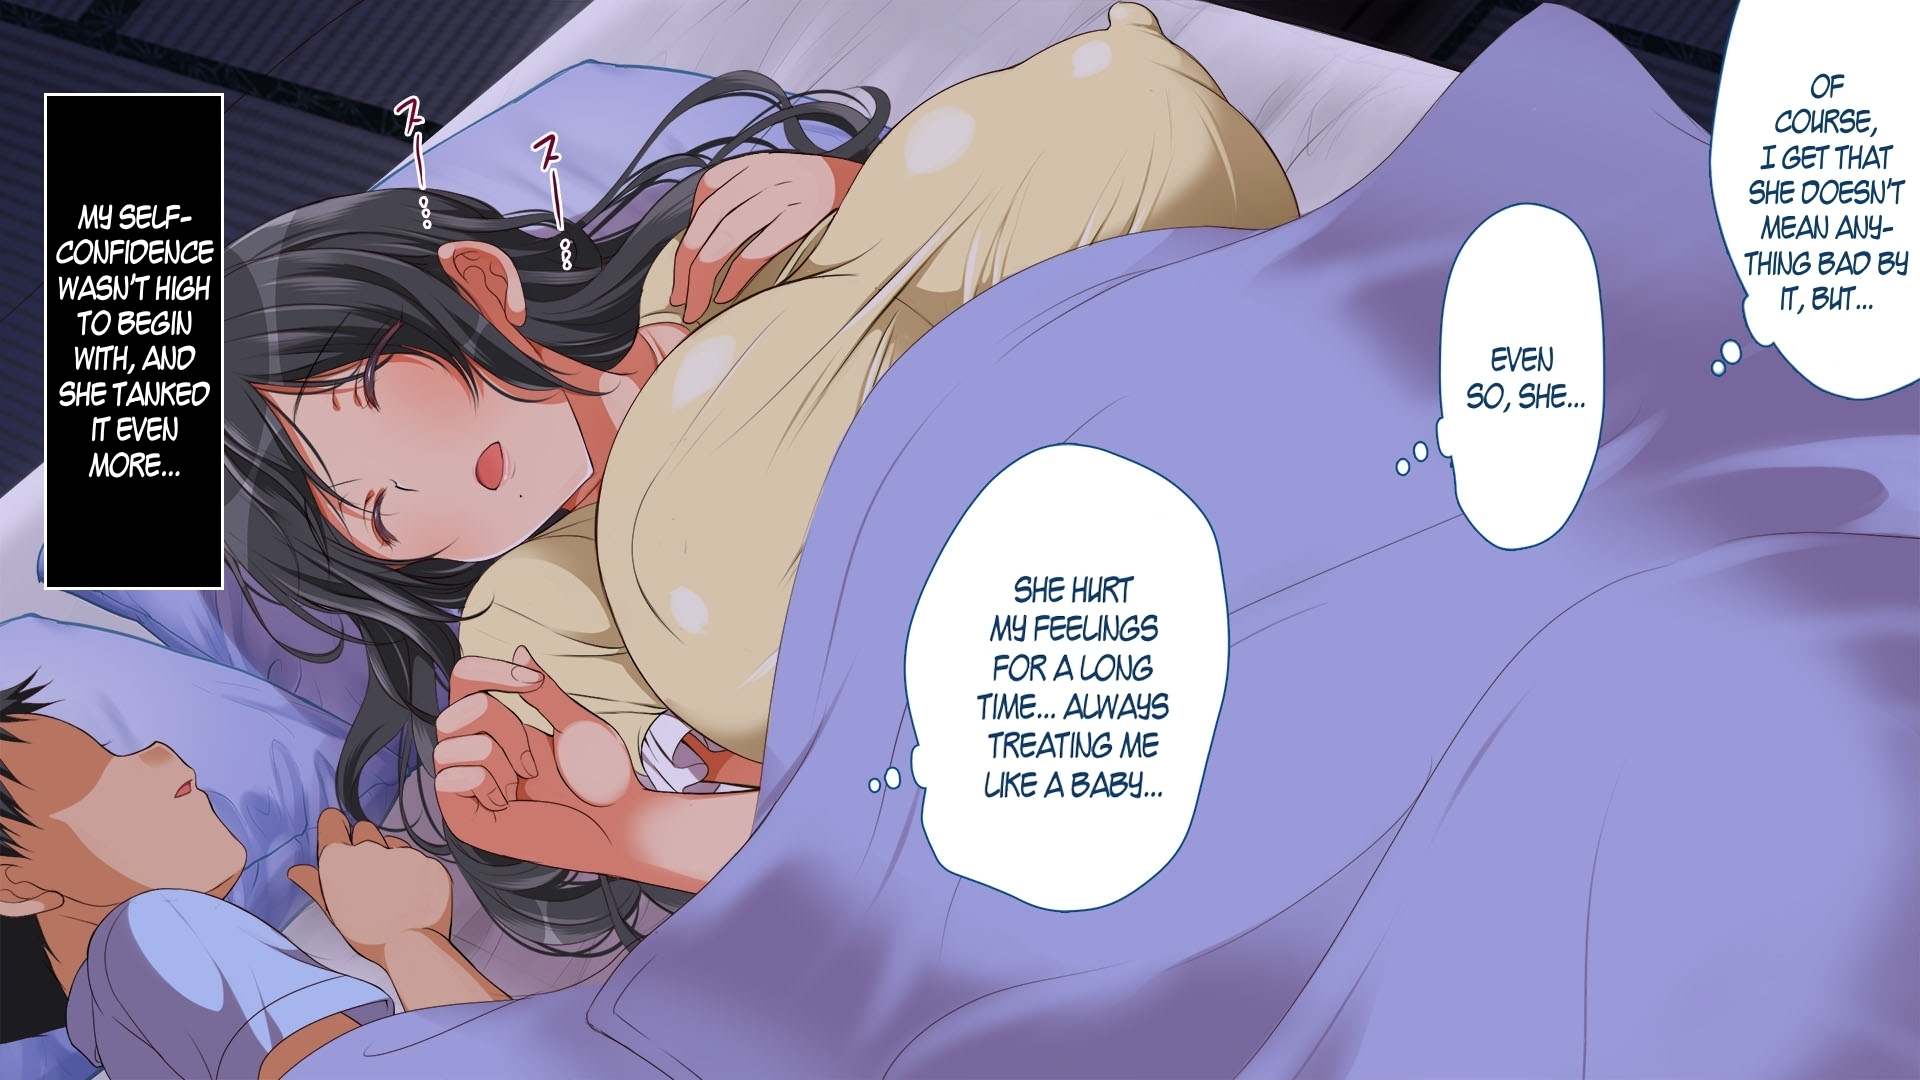 OF
COURSE,
I GET THAT
SHE DOESN'T
MEAN ANY-
THING BAD BY
IT, BUT...
EVEN
SO, SHE...
SHE HURT
MY FEELINGS
FOR A LONG
TIME... ALWAYS
TREATING ME
LIKE A BABY...
スー…
スー…
MY SELF-
CONFIDENCE
WASN'T HIGH
TO BEGIN
WITH, AND
SHE TANKED
IT EVEN
MORE...